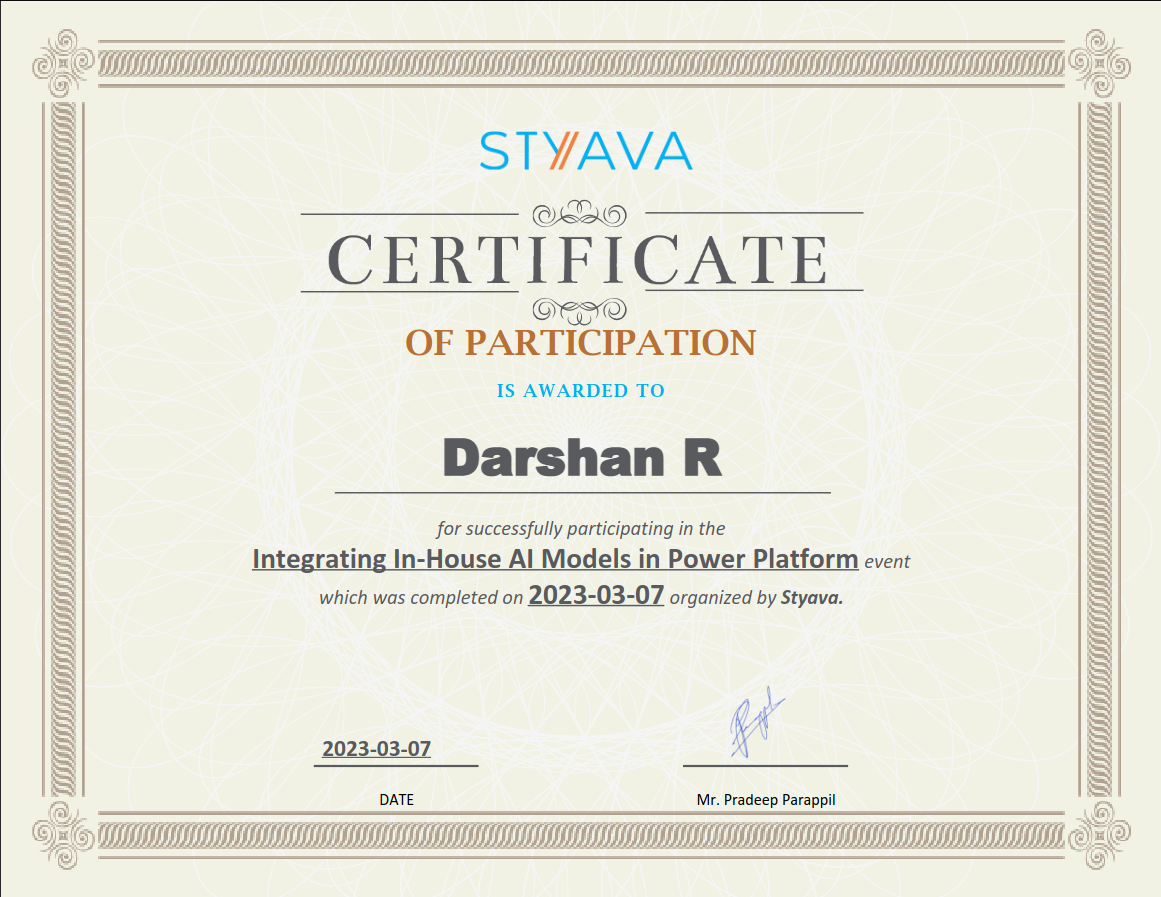 STYAVA
CERTIFICATE
OF PARTICIPATION
IS AWARDED TO
Darshan R
for successfully participating in the
Integrating In-House AI Models in Power Platform event
which was completed on 2023-03-07 organized by Styava.
2023-03-07
DATE
Mr. Pradeep Parappil